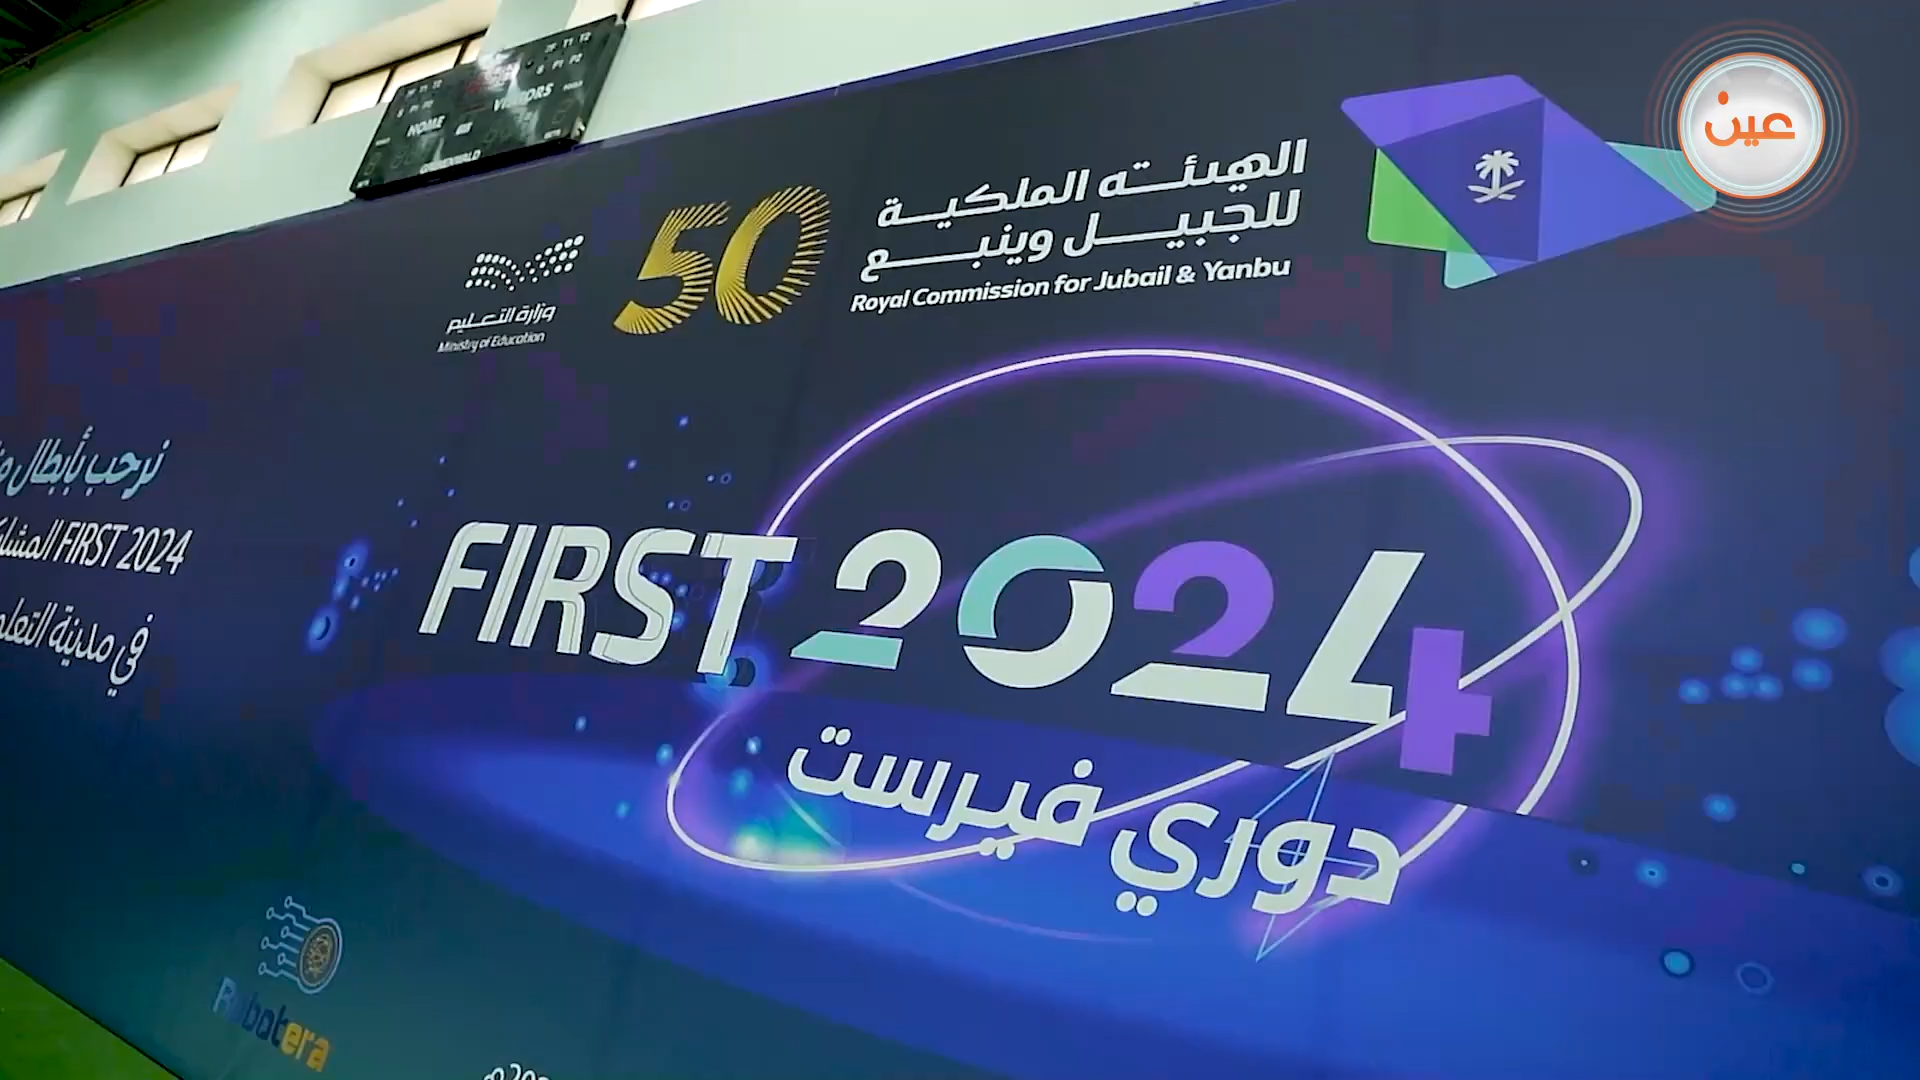 عين
HOME
VISITORS
الهيئة الملكية
للجبيل وينبع
Royal Commission for Jubail & Yanbu
50
وزارة التعليم
Ministry of Education
FIRST 2024
دوري فيرست
نرحب بأبطال
FIRST 2024
في مدينة
Robotera